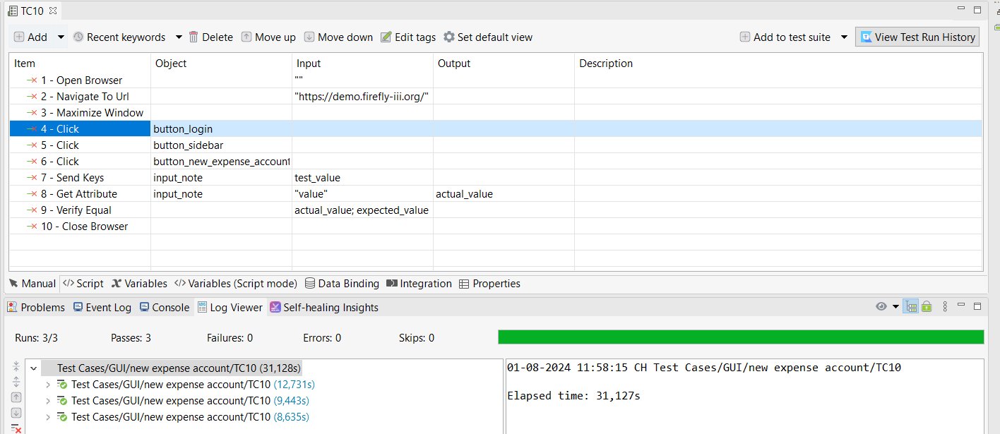 TC10
Add Recent keywords Delete Move up Move down Edit tags Set default view Add to test suite View Test Run History
Item Object Input Output Description
1 - Open Browser ""
2 - Navigate To Url "https://demo.firefly-iii.org/"
3 - Maximize Window
4 - Click button_login
5 - Click button_sidebar
6 - Click button_new_expense_account
7 - Send Keys input_note test_value
8 - Get Attribute input_note "value" actual_value
9 - Verify Equal actual_value; expected_value
10 - Close Browser
Manual </> Script Variables </> Variables (Script mode) Data Binding Integration Properties
Problems Event Log Console Log Viewer Self-healing Insights
Runs: 3/3 Passes: 3 Failures: 0 Errors: 0 Skips: 0
Test Cases/GUI/new expense account/TC10 (31,128s)
Test Cases/GUI/new expense account/TC10 (12,731s)
Test Cases/GUI/new expense account/TC10 (9,443s)
Test Cases/GUI/new expense account/TC10 (8,635s)
01-08-2024 11:58:15 CH Test Cases/GUI/new expense account/TC10
Elapsed time: 31,127s